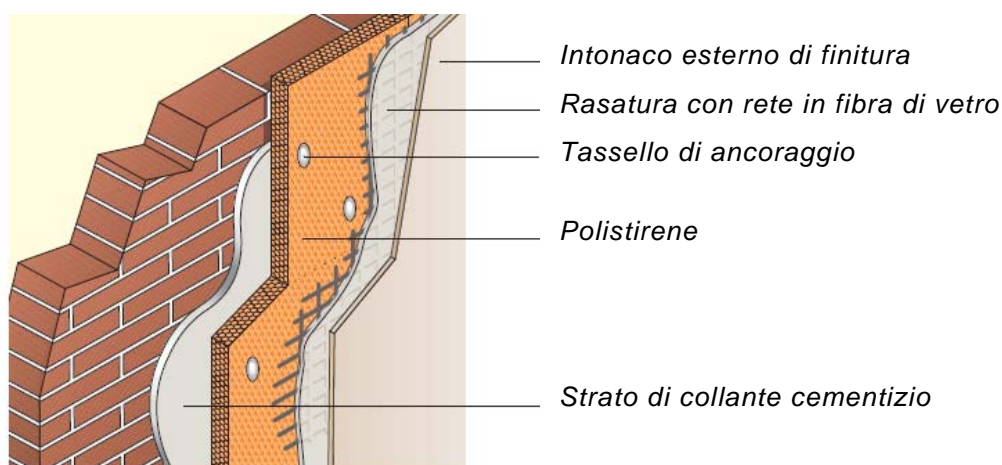 Intonaco esterno di finitura
Rasatura con rete in fibra di vetro
Tassello di ancoraggio
Polistirene
Strato di collante cementizio